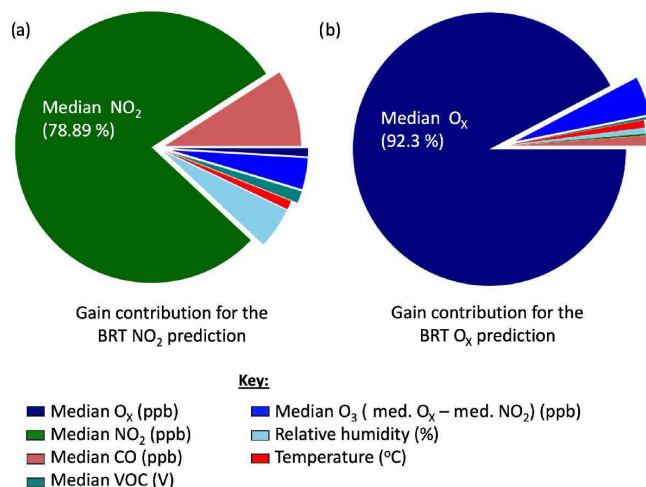 (a)
(b)
Median NO₂
(78.89 %)
Median Oₓ
(92.3 %)
Gain contribution for the
BRT NO₂ prediction
Gain contribution for the
BRT Oₓ prediction
Key:
Median Oₓ (ppb)
Median NO₂ (ppb)
Median CO (ppb)
Median VOC (V)
Median O₃ ( med. Oₓ – med. NO₂) (ppb)
Relative humidity (%)
Temperature (°C)